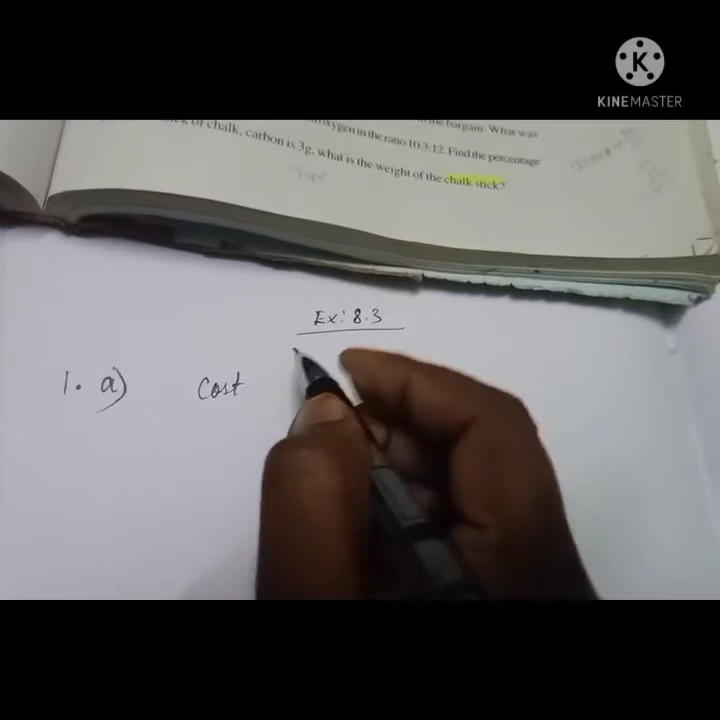 KINEMASTER
the bargain. What was
oxygen in the ratio 10:3:12. Find the percentage
of chalk, carbon is 3g, what is the weight of the chalk stick?
Ex: 8.3
1. a) cost